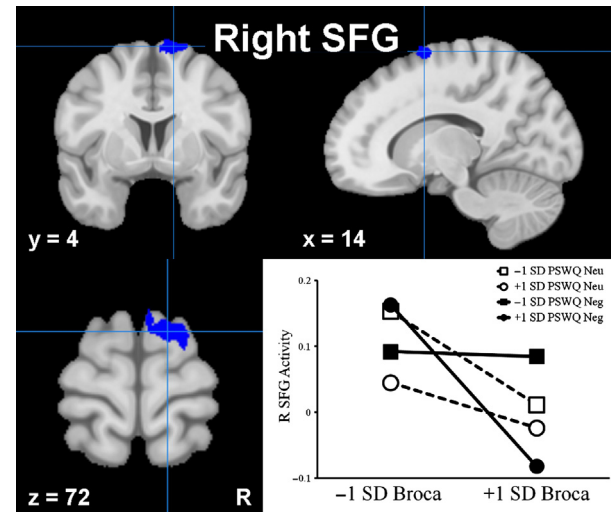 Right SFG
y = 4
x = 14
z = 72
R
−1 SD PSWQ Neu
+1 SD PSWQ Neu
−1 SD PSWQ Neg
+1 SD PSWQ Neg
R SFG Activity
0.2
0.1
0
−0.1
−1 SD Broca
+1 SD Broca